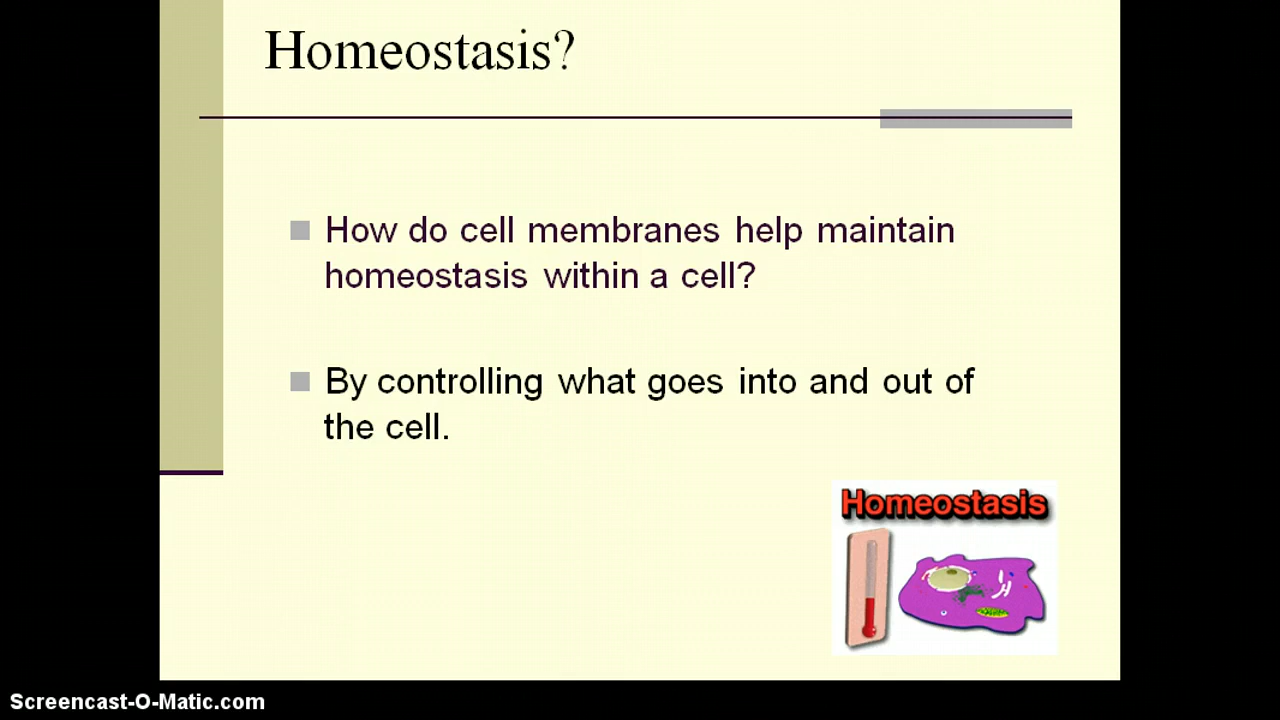 Homeostasis?
How do cell membranes help maintain
homeostasis within a cell?
By controlling what goes into and out of
the cell.
Homeostasis
Screencast-O-Matic.com